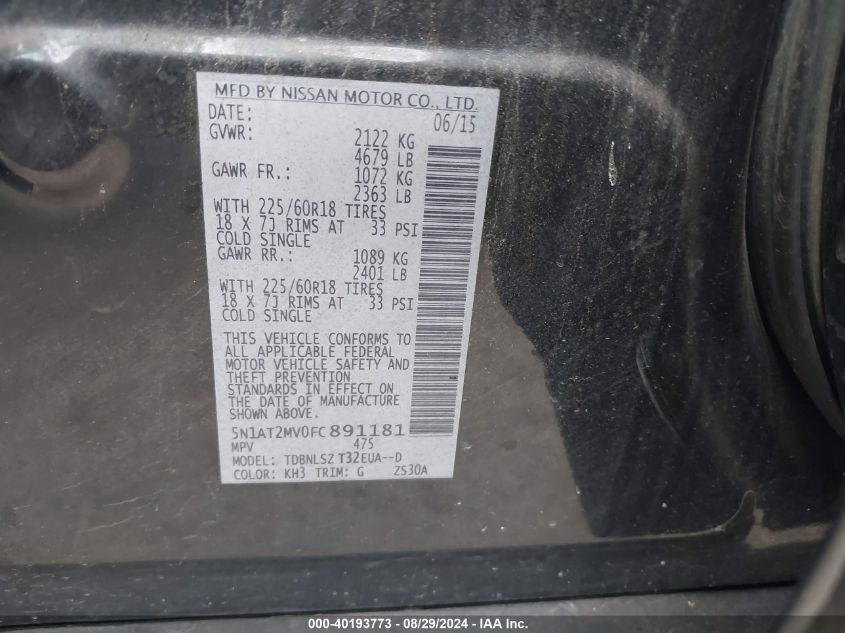 MFD BY NISSAN MOTOR CO., LTD.
DATE: 06/15
GVWR: 2122 KG
4679 LB
GAWR FR.: 1072 KG
2363 LB
WITH 225/60R18 TIRES
18 X 7J RIMS AT 33 PSI
COLD SINGLE
GAWR RR.: 1089 KG
2401 LB
WITH 225/60R18 TIRES
18 X 7J RIMS AT 33 PSI
COLD SINGLE
THIS VEHICLE CONFORMS TO
ALL APPLICABLE FEDERAL
MOTOR VEHICLE SAFETY AND
THEFT PREVENTION
STANDARDS IN EFFECT ON
THE DATE OF MANUFACTURE
SHOWN ABOVE.
5N1AT2MV0FC891181
MPV 475
MODEL: TDBNLSZ T32EUA--D
COLOR: KH3 TRIM: G ZS30A
000-40193773 - 08/29/2024 - IAAI.com